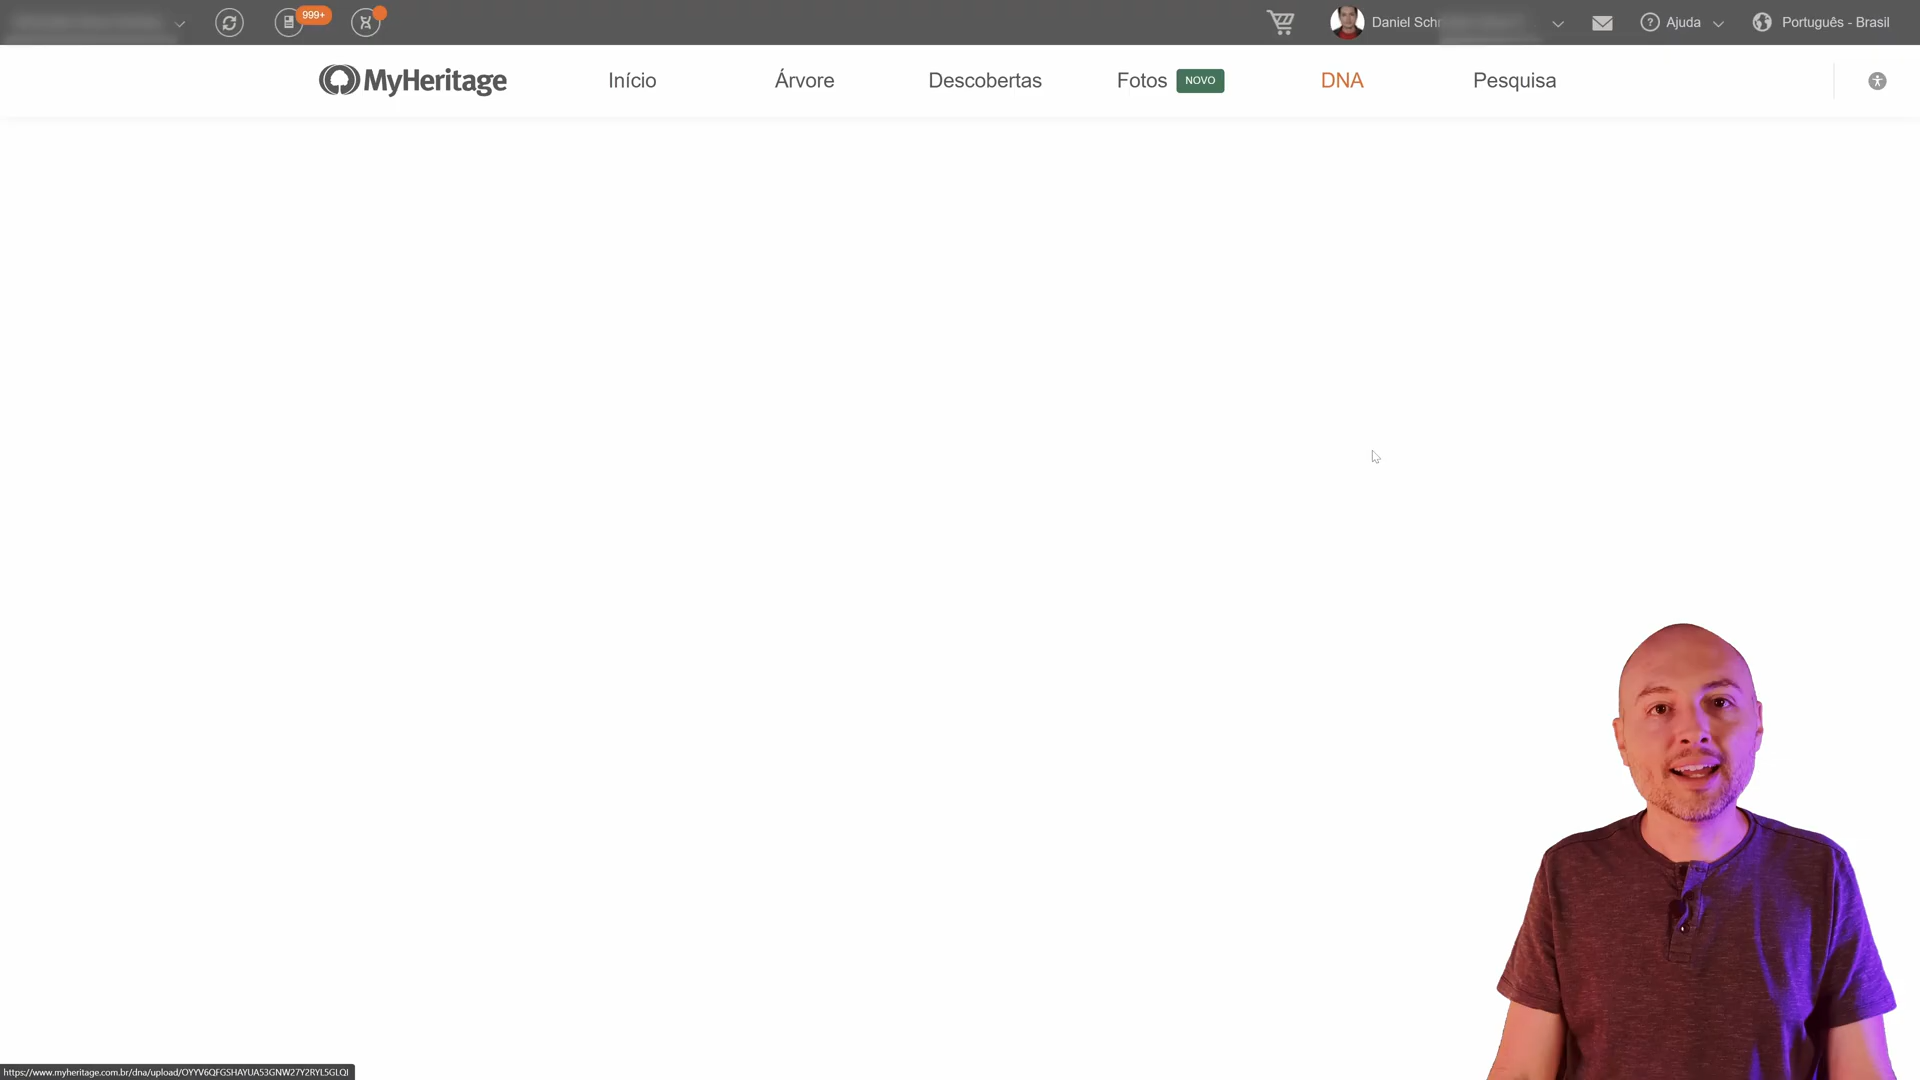 999+
Daniel Schr
Ajuda
Português - Brasil
MyHeritage
Início
Árvore
Descobertas
Fotos NOVO
DNA
Pesquisa
https://www.myheritage.com.br/dna/upload/OYYV6QFGSHAYUA53GNW27Y2RYL5GLQI